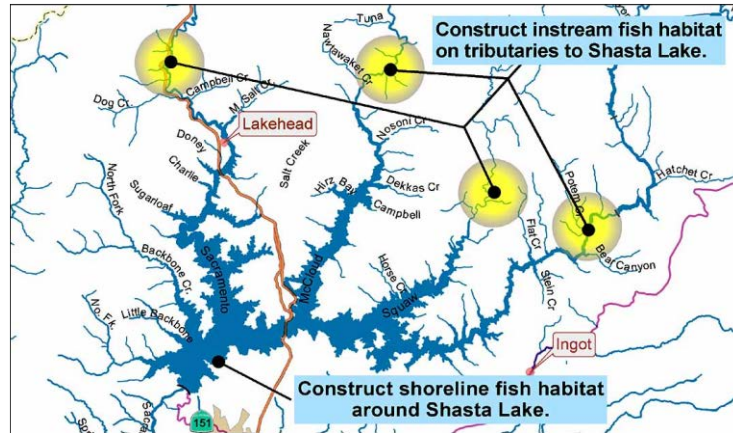 Tuna
Construct instream fish habitat
on tributaries to Shasta Lake.
Nawtawaker Cr.
Campbell Cr.
Dog Cr.
M. Salt Cr.
Lakehead
Nosoni Cr.
Doney
Salt Creek
Charlie
Hirz Bay
Dekkas Cr
Campbell
Potem Cr.
Hatchet Cr
North Fork
Sugarloaf
Flat Cr
Bear Canyon
Backbone Cr.
Sacramento
McCloud
Horse Cr.
Squaw
Stein Cr
No. Fk.
Little Backbone
Ingot
Construct shoreline fish habitat
around Shasta Lake.
151